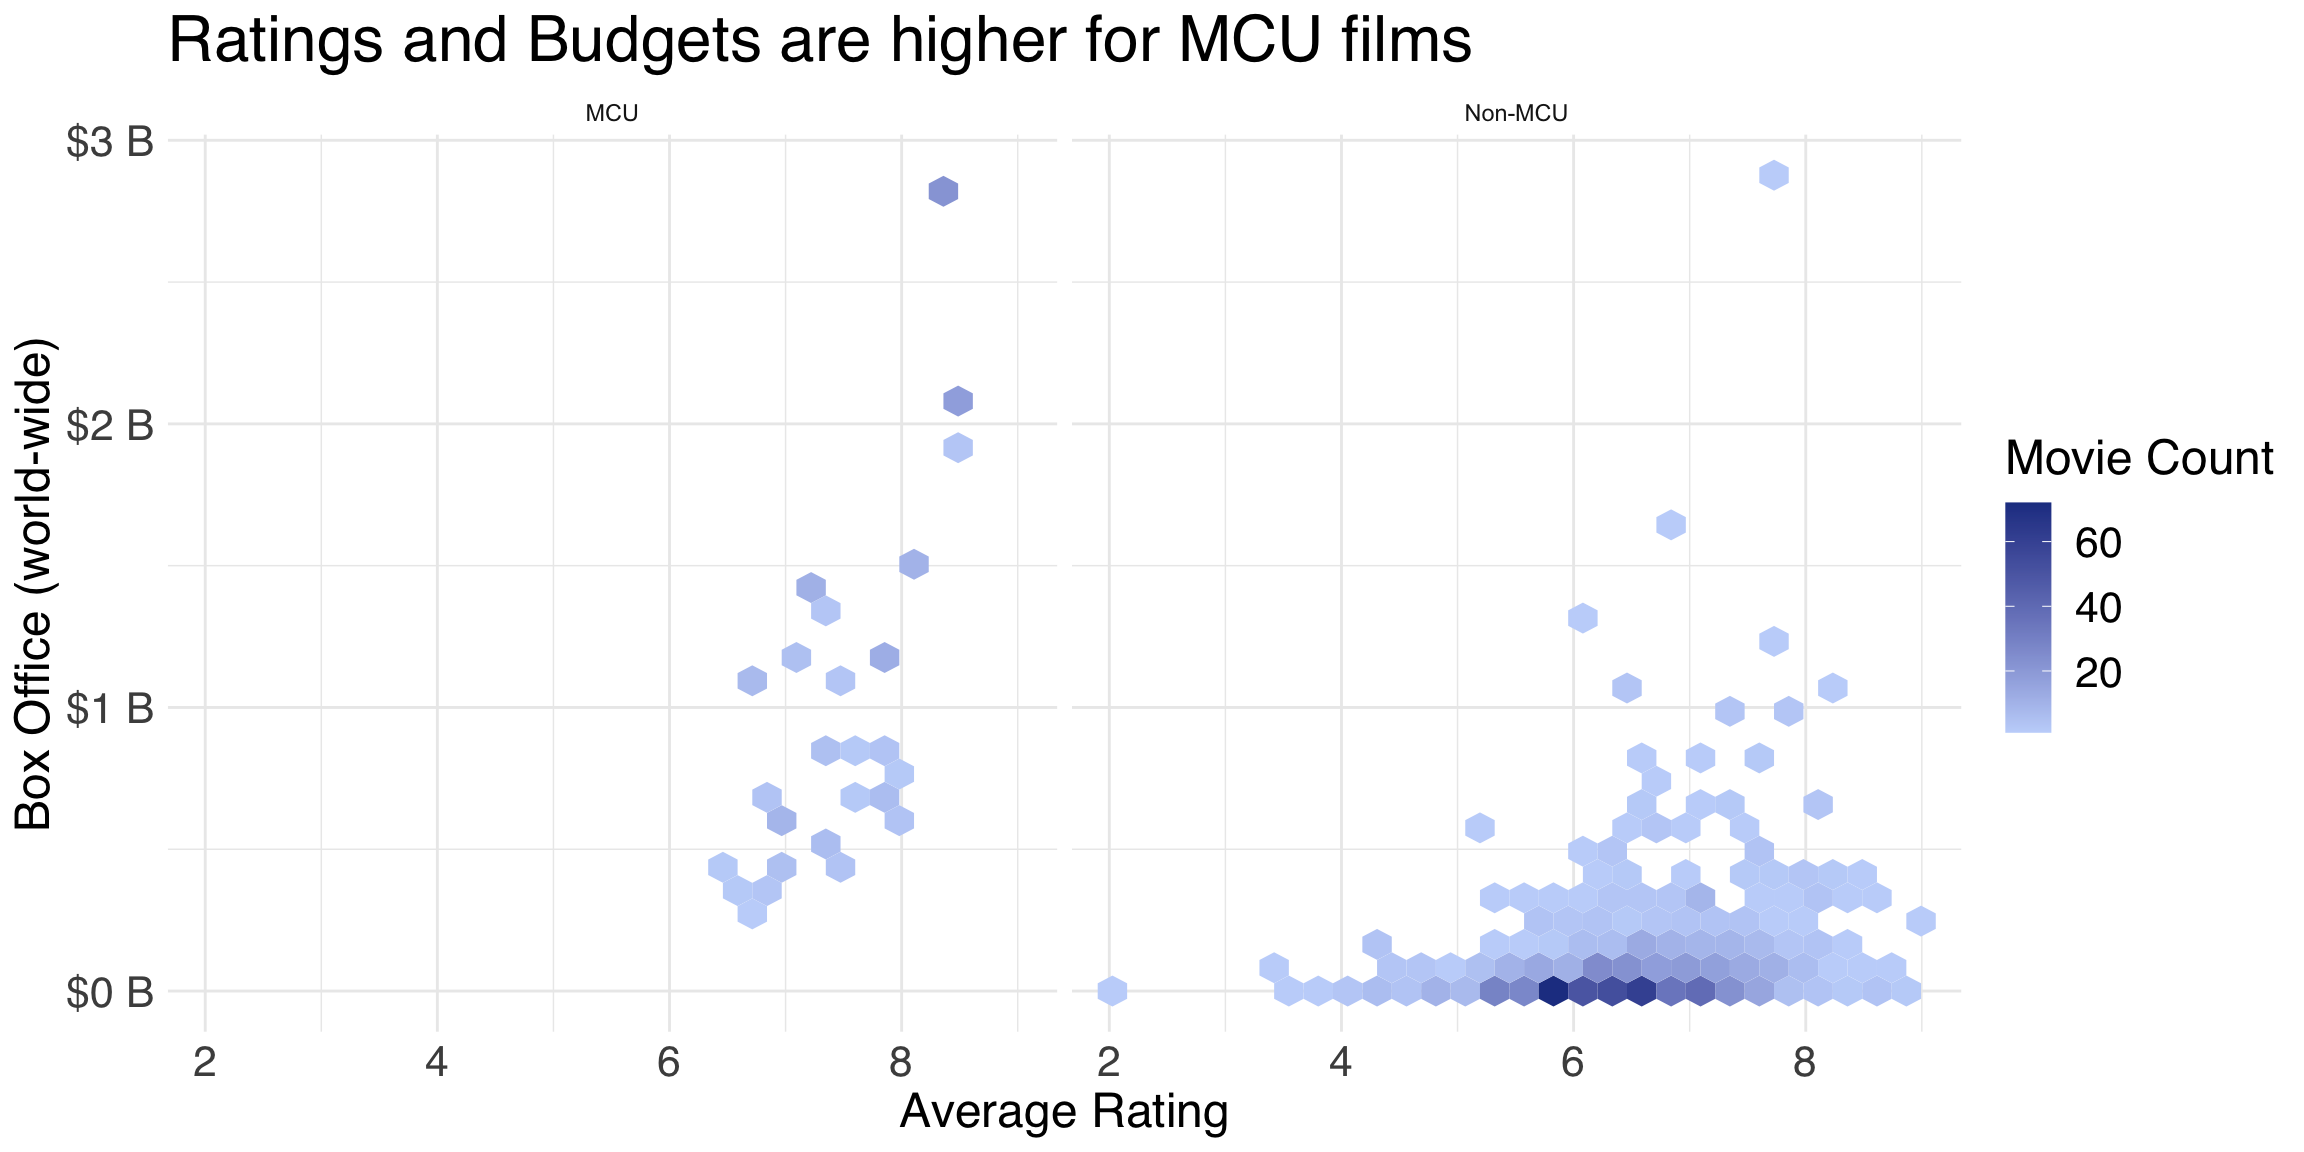 Ratings and Budgets are higher for MCU films
MCU
Non-MCU
$3 B
$2 B
$1 B
$0 B
Box Office (world-wide)
2
4
6
8
2
4
6
8
Average Rating
Movie Count
60
40
20